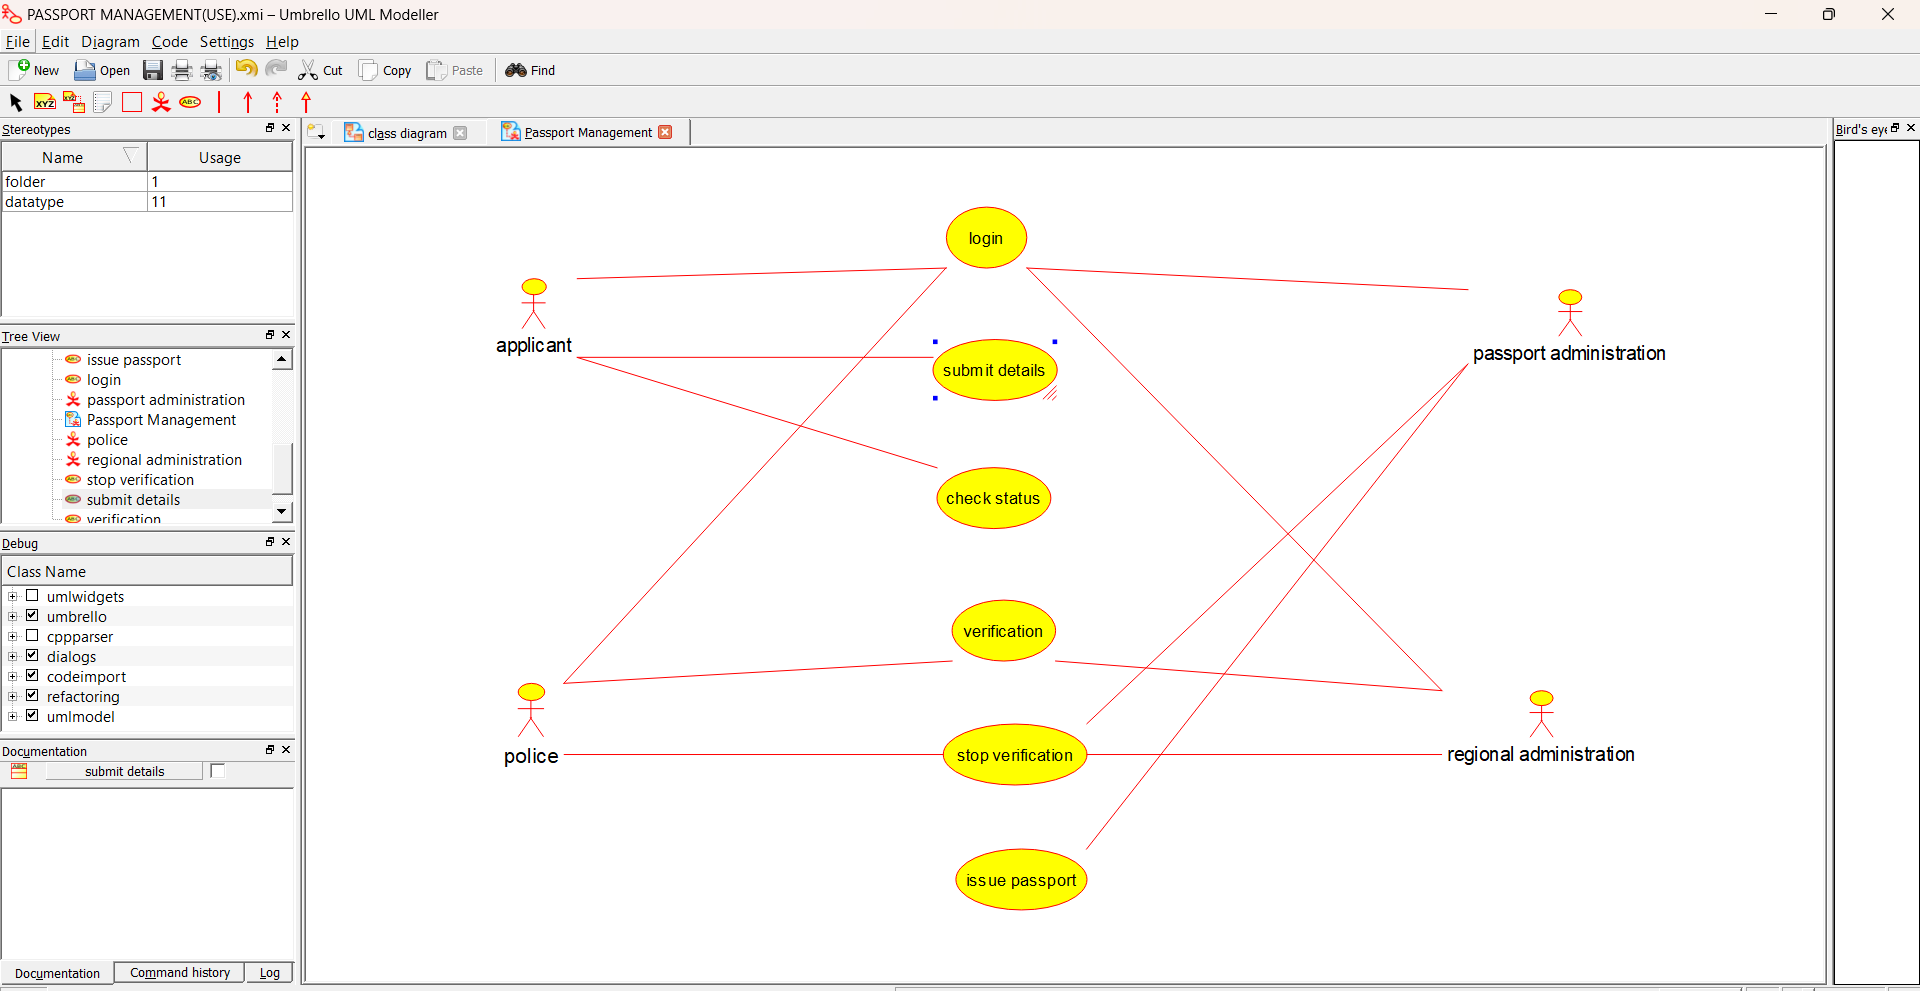 PASSPORT MANAGEMENT(USE).xmi – Umbrello UML Modeller
File Edit Diagram Code Settings Help
New Open Cut Copy Paste Find
XYZ XYZ ABC
Stereotypes
Name Usage
folder 1
datatype 11
Tree View
issue passport
login
passport administration
Passport Management
police
regional administration
stop verification
submit details
verification
Debug
Class Name
umlwidgets
umbrello
cppparser
dialogs
codeimport
refactoring
umlmodel
Documentation
submit details
Documentation Command history Log
class diagram Passport Management
login
applicant
passport administration
submit details
check status
verification
police
stop verification
regional administration
issue passport
Bird's eye